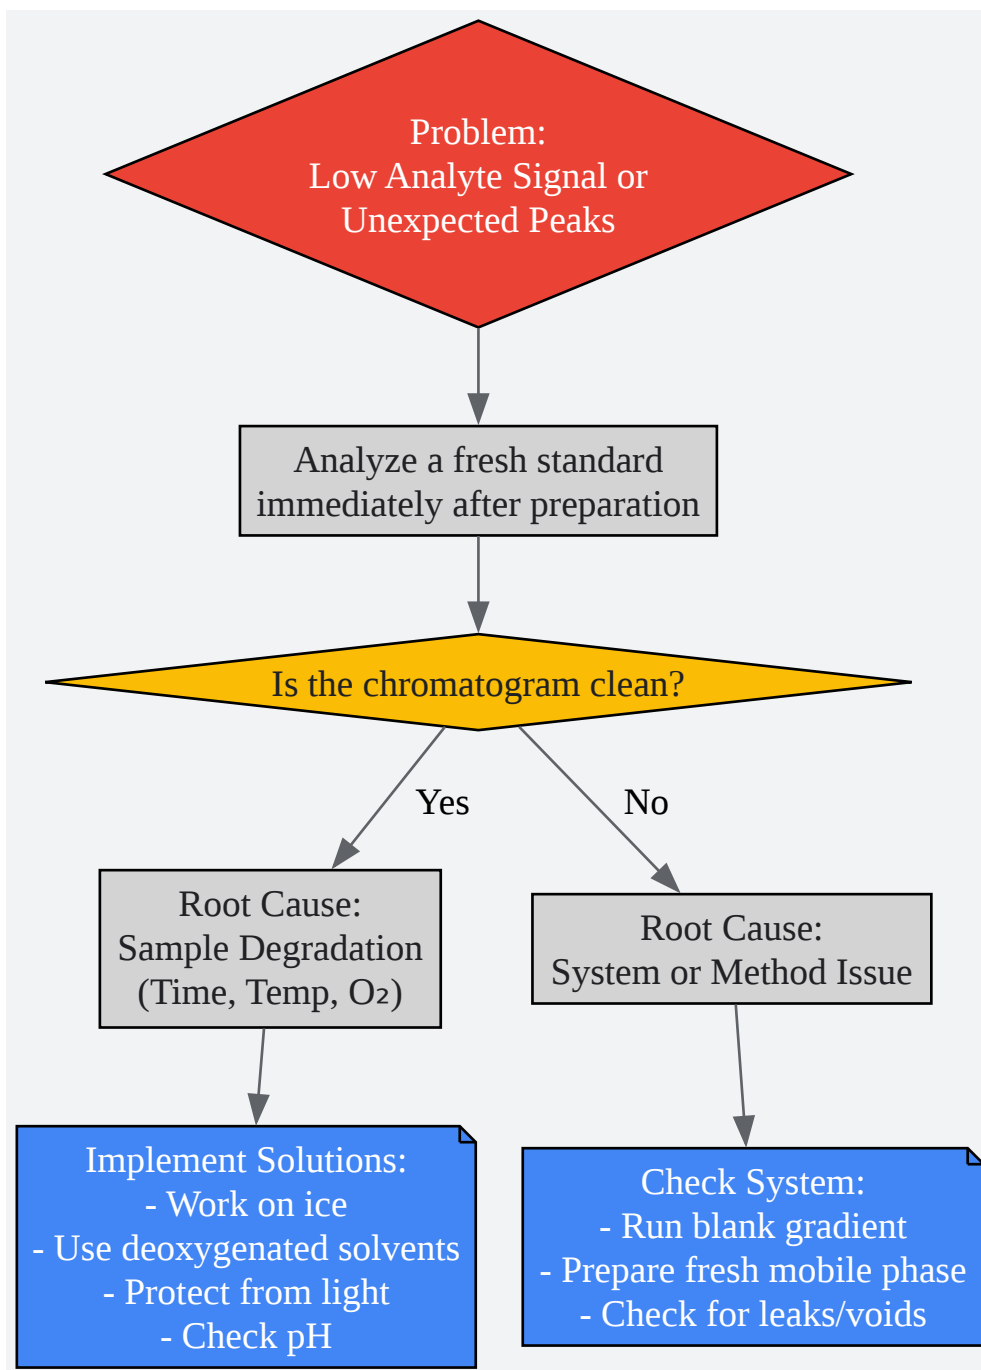 Problem:
Low Analyte Signal or
Unexpected Peaks
Analyze a fresh standard
immediately after preparation
Is the chromatogram clean?
Yes
No
Root Cause:
Sample Degradation
(Time, Temp, O₂)
Root Cause:
System or Method Issue
Implement Solutions:
- Work on ice
- Use deoxygenated solvents
- Protect from light
- Check pH
Check System:
- Run blank gradient
- Prepare fresh mobile phase
- Check for leaks/voids